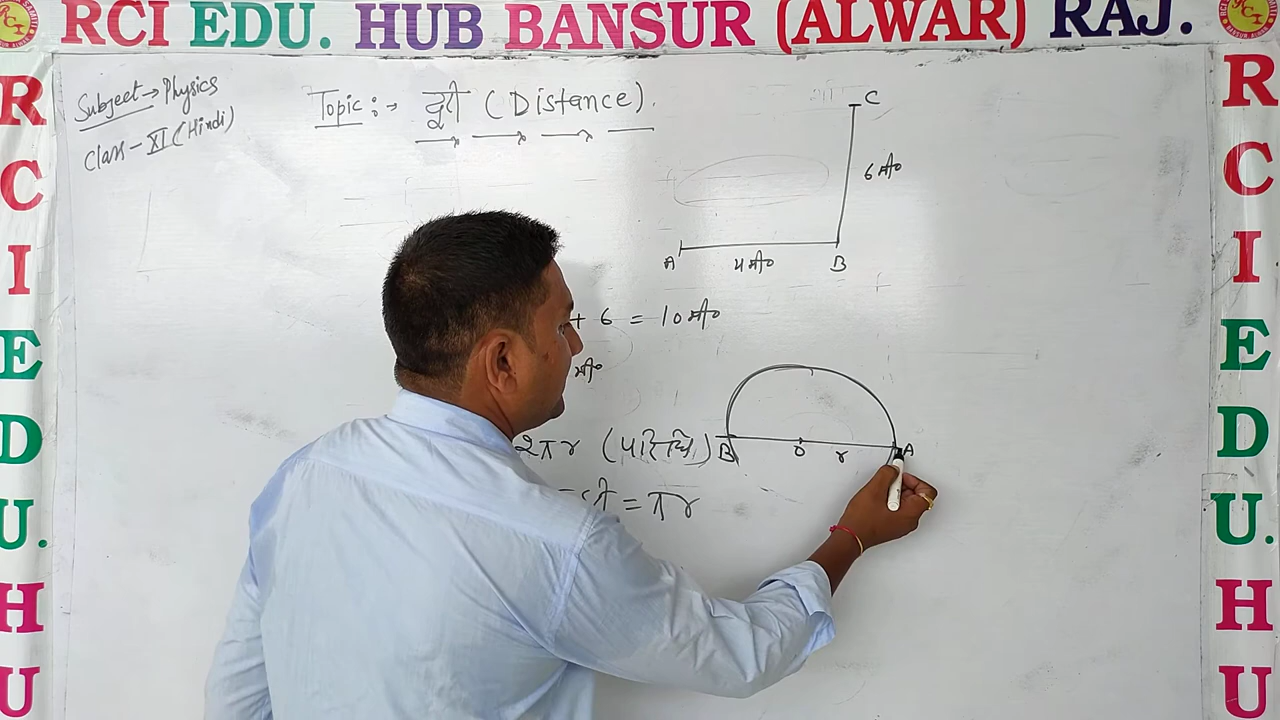 RCI EDU. HUB BANSUR (ALWAR) RAJ.
R C I E D U. H U
Subject → Physics
Class - XI (Hindi)
Topic :→ दूरी (Distance).
C
6 मी०
A 4 मी० B
+ 6 = 10 मी०
मी०
2πr (परिधि)
B o r A
= πr
R C I E D U. H U